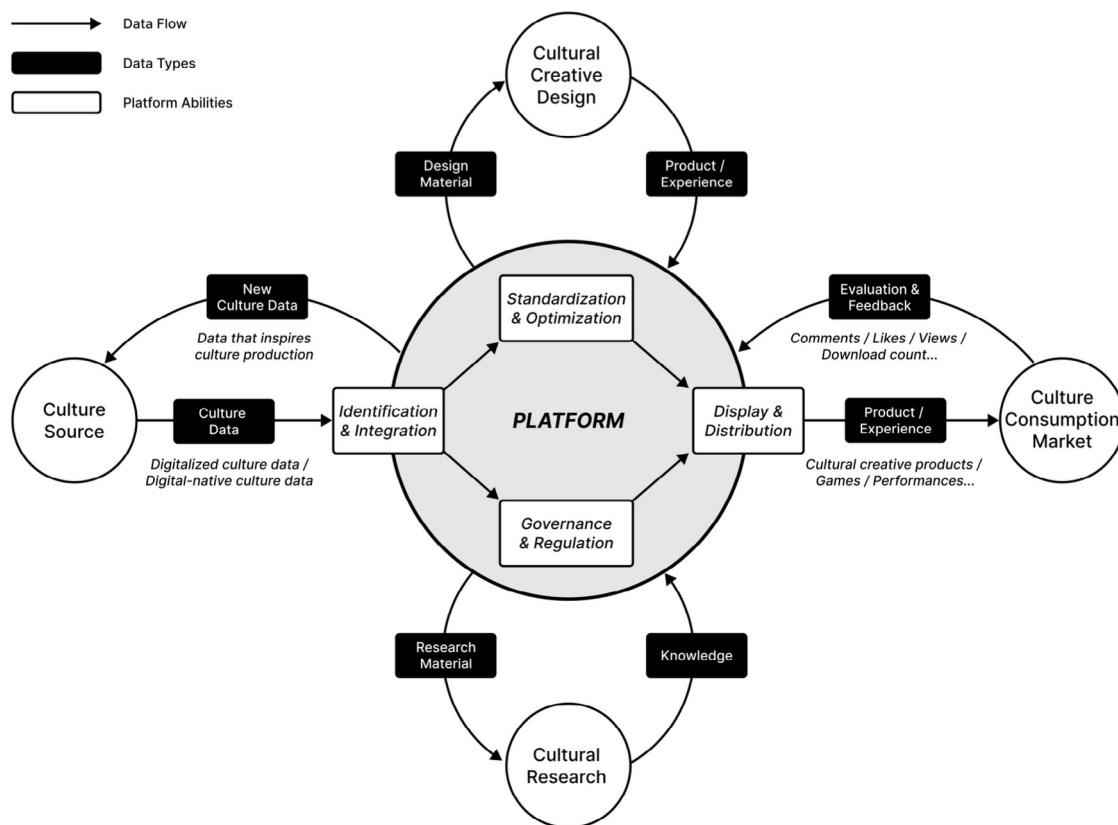 Data Flow
Data Types
Platform Abilities
Cultural
Creative
Design
Design
Material
Product /
Experience
New
Culture Data
Data that inspires
culture production
Standardization
& Optimization
Evaluation &
Feedback
Comments / Likes / Views /
Download count...
Culture
Source
Culture
Data
Digitalized culture data /
Digital-native culture data
Identification
& Integration
PLATFORM
Display &
Distribution
Product /
Experience
Cultural creative products /
Games / Performances...
Culture
Consumption
Market
Governance
& Regulation
Research
Material
Knowledge
Cultural
Research